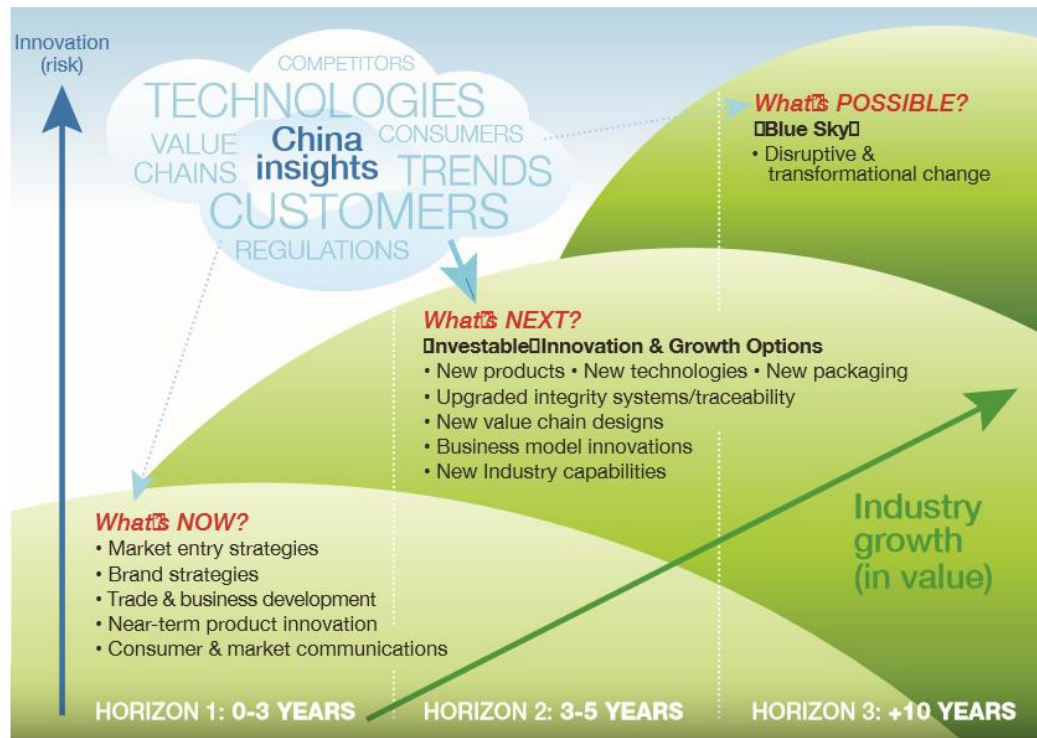 Innovation
(risk)
COMPETITORS
TECHNOLOGIES
VALUE
CHAINS
China
insights
CONSUMERS
TRENDS
CUSTOMERS
REGULATIONS
What▯s POSSIBLE?
▯Blue Sky▯
• Disruptive &
transformational change
What▯s NEXT?
▯Investable▯Innovation & Growth Options
• New products • New technologies • New packaging
• Upgraded integrity systems/traceability
• New value chain designs
• Business model innovations
• New Industry capabilities
What▯s NOW?
• Market entry strategies
• Brand strategies
• Trade & business development
• Near-term product innovation
• Consumer & market communications
Industry
growth
(in value)
HORIZON 1: 0-3 YEARS
HORIZON 2: 3-5 YEARS
HORIZON 3: +10 YEARS